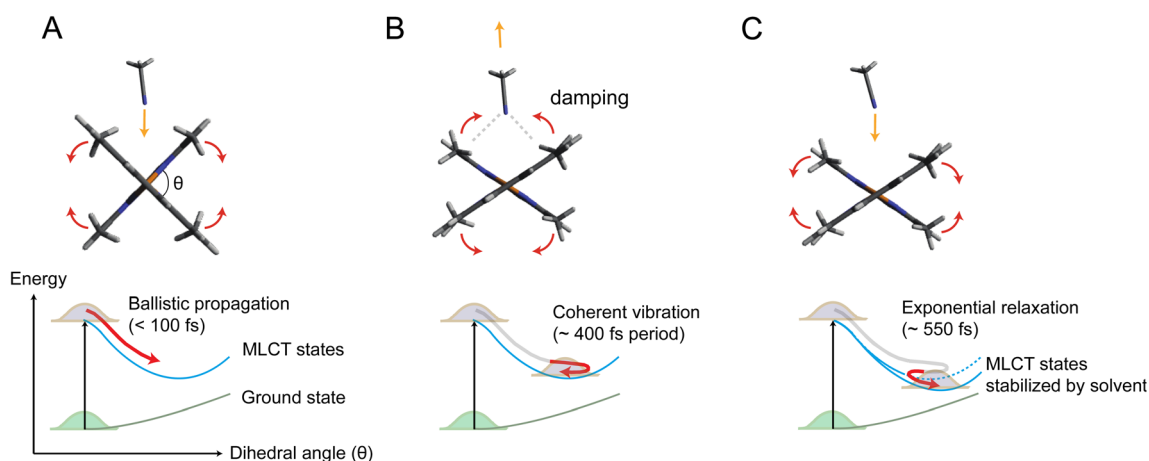 A
B
C
damping
θ
Energy
Ballistic propagation
(< 100 fs)
MLCT states
Ground state
Dihedral angle (θ)
Coherent vibration
(~ 400 fs period)
Exponential relaxation
(~ 550 fs)
MLCT states
stabilized by solvent